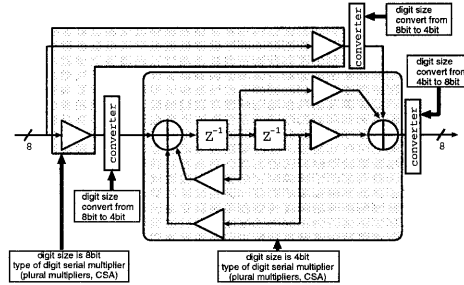 digit size
convert from
8bit to 4bit
converter
digit size
convert from
4bit to 8bit
8
converter
Z-1
Z-1
converter
8
digit size
convert from
8bit to 4bit
digit size is 8bit
type of digit serial multiplier
(plural multipliers, CSA)
digit size is 4bit
type of digit serial multiplier
(plural multipliers, CSA)